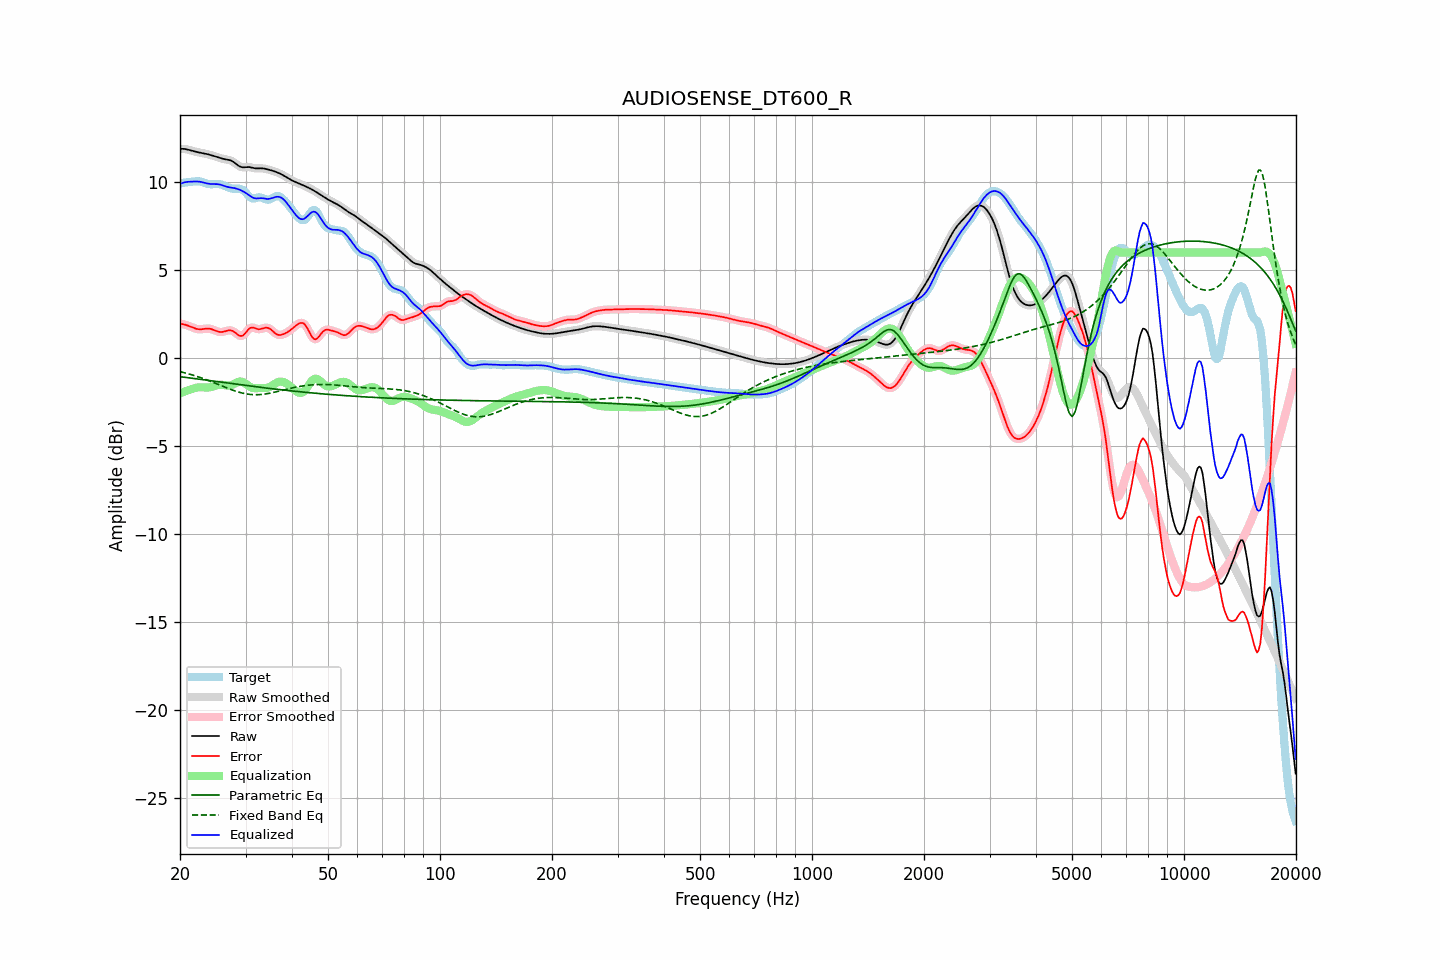 AUDIOSENSE_DT600_R
Amplitude (dBr)
10
5
0
−5
−10
−15
−20
−25
Target
Raw Smoothed
Error Smoothed
Raw
Error
Equalization
Parametric Eq
Fixed Band Eq
Equalized
20 50 100 200 500 1000 2000 5000 10000 20000
Frequency (Hz)